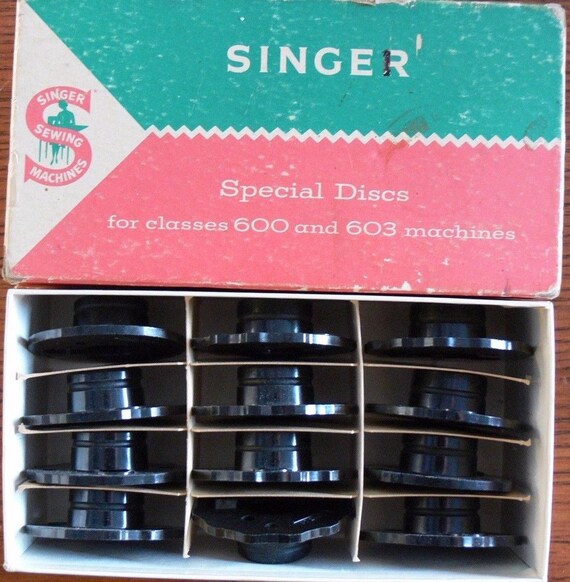 SINGER
SINGER
SEWING
MACHINES
Special Discs
for classes 600 and 603 machines